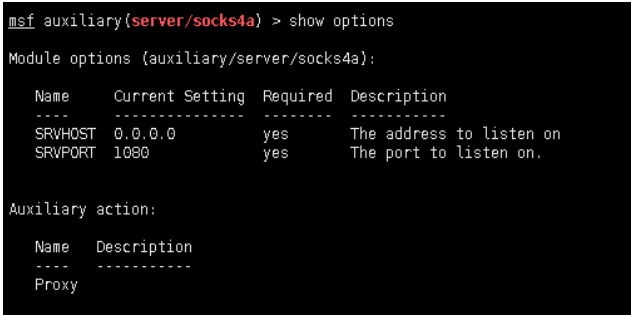 msf auxiliary(server/socks4a) > show options
Module options (auxiliary/server/socks4a):
Name Current Setting Required Description
---- --------------- -------- -----------
SRVHOST 0.0.0.0 yes The address to listen on
SRVPORT 1080 yes The port to listen on.
Auxiliary action:
Name Description
---- -----------
Proxy